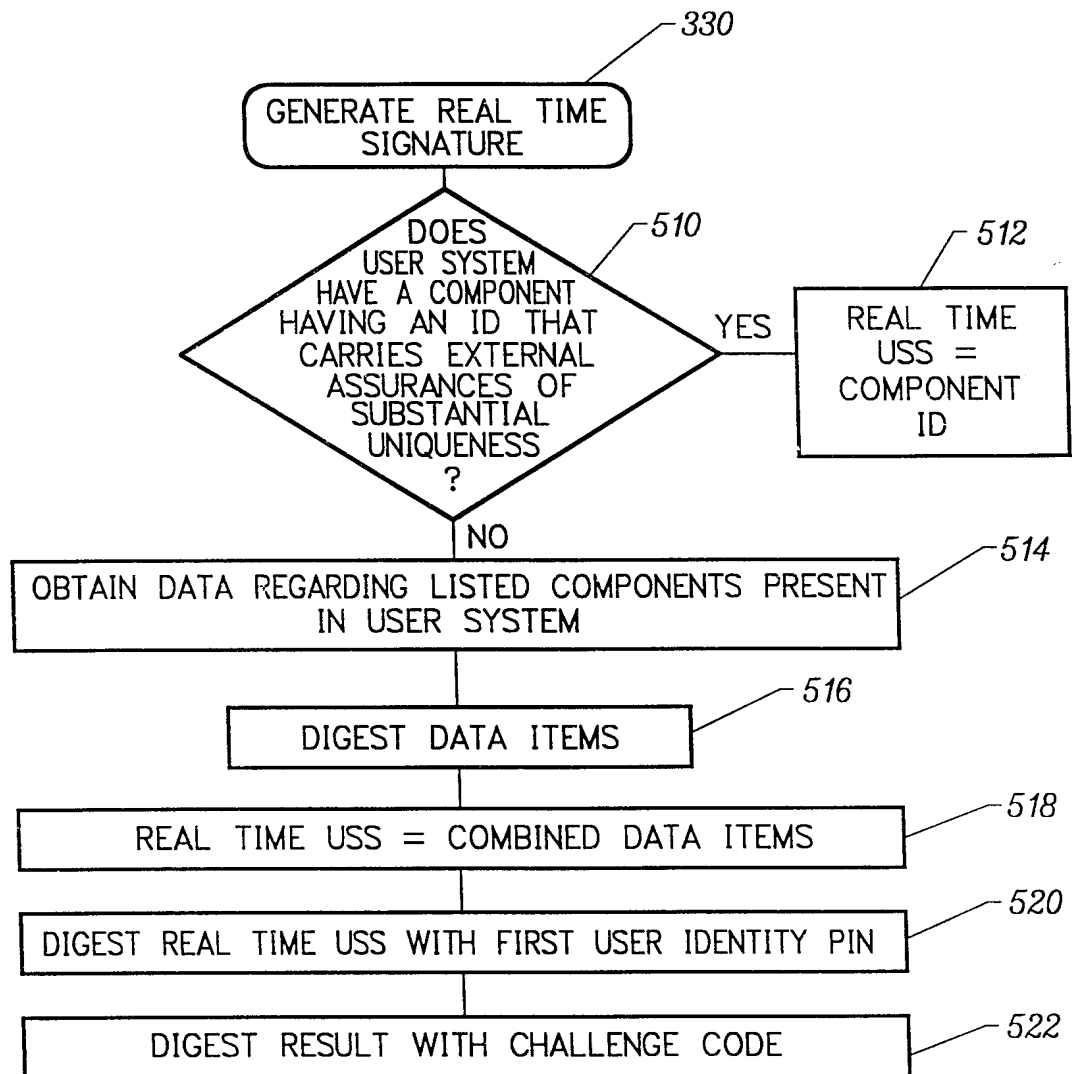 330
GENERATE REAL TIME
SIGNATURE
DOES
USER SYSTEM
HAVE A COMPONENT
HAVING AN ID THAT
CARRIES EXTERNAL
ASSURANCES OF
SUBSTANTIAL
UNIQUENESS
?
510
YES
512
REAL TIME
USS =
COMPONENT
ID
NO
514
OBTAIN DATA REGARDING LISTED COMPONENTS PRESENT
IN USER SYSTEM
516
DIGEST DATA ITEMS
518
REAL TIME USS = COMBINED DATA ITEMS
520
DIGEST REAL TIME USS WITH FIRST USER IDENTITY PIN
522
DIGEST RESULT WITH CHALLENGE CODE